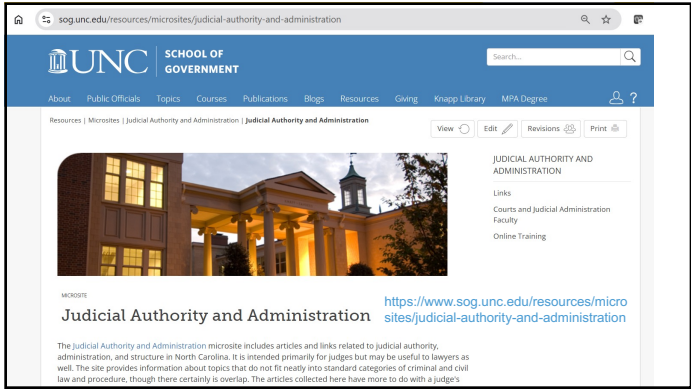 sog.unc.edu/resources/microsites/judicial-authority-and-administration
UNC
SCHOOL OF
GOVERNMENT
Search...
About Public Officials Topics Courses Publications Blogs Resources Giving Knapp Library MPA Degree ?
Resources | Microsites | Judicial Authority and Administration | Judicial Authority and Administration
View Edit Revisions Print
JUDICIAL AUTHORITY AND
ADMINISTRATION
Links
Courts and Judicial Administration
Faculty
Online Training
MICROSITE
Judicial Authority and Administration
https://www.sog.unc.edu/resources/micro
sites/judicial-authority-and-administration
The Judicial Authority and Administration microsite includes articles and links related to judicial authority,
administration, and structure in North Carolina. It is intended primarily for judges but may be useful to lawyers as
well. The site provides information about topics that do not fit neatly into standard categories of criminal and civil
law and procedure, though there certainly is overlap. The articles collected here have more to do with a judge's